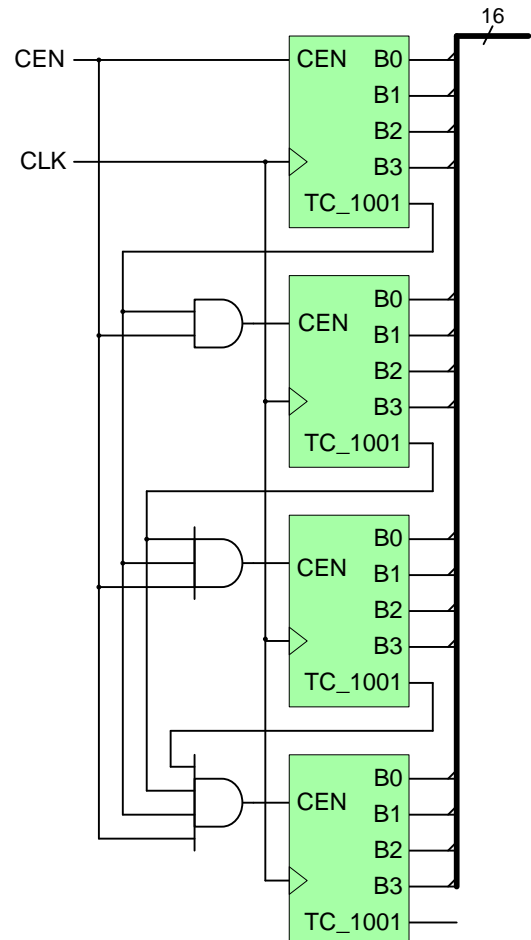 16
CEN
CEN
B0
B1
B2
B3
TC_1001
CLK
CEN
B0
B1
B2
B3
TC_1001
CEN
B0
B1
B2
B3
TC_1001
CEN
B0
B1
B2
B3
TC_1001